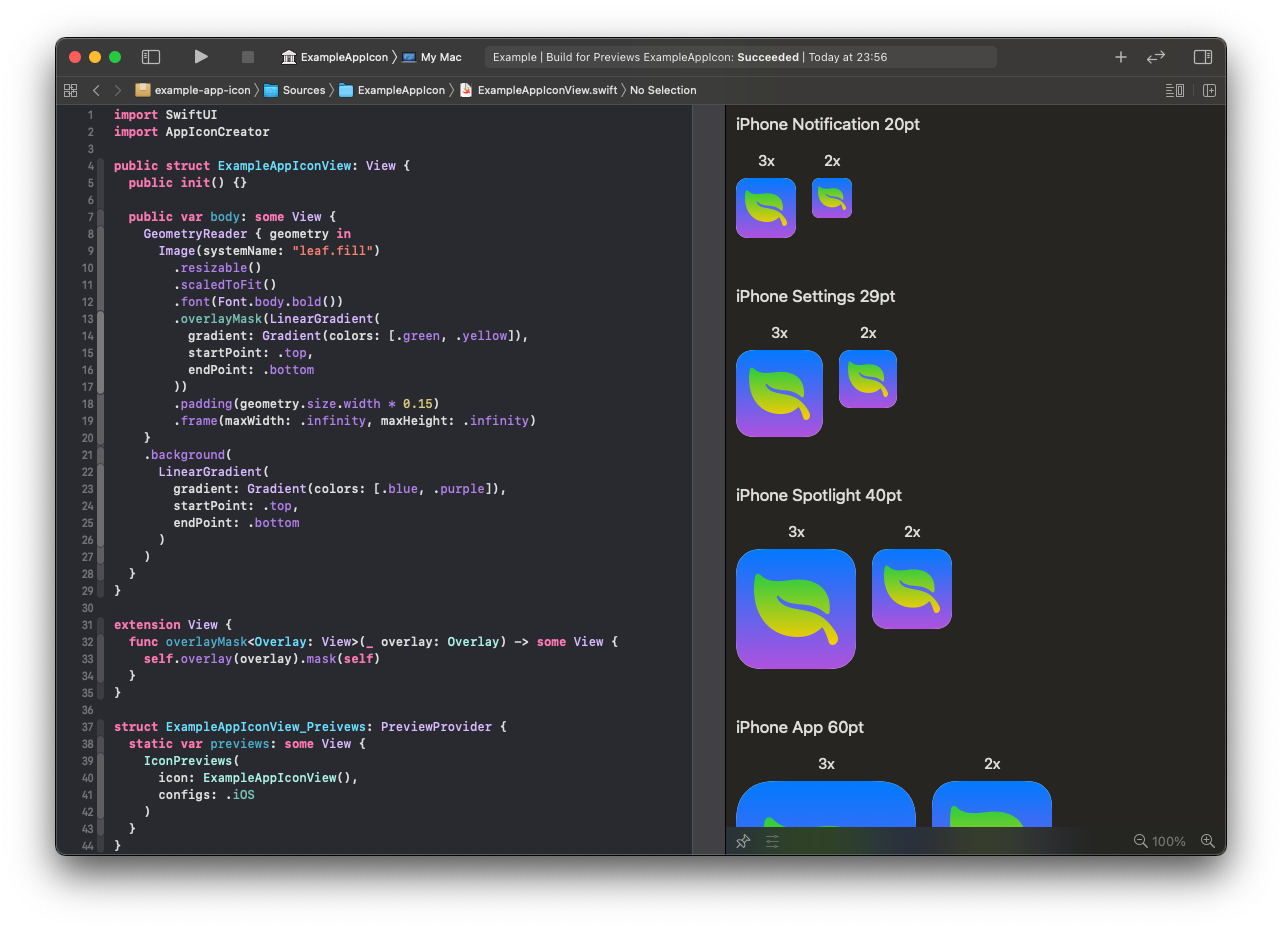 ExampleAppIcon 〉 My Mac
Example | Build for Previews ExampleAppIcon: Succeeded | Today at 23:56
example-app-icon 〉 Sources 〉 ExampleAppIcon 〉 ExampleAppIconView.swift 〉 No Selection
1 import SwiftUI
2 import AppIconCreator
3
4 public struct ExampleAppIconView: View {
5   public init() {}
6
7   public var body: some View {
8     GeometryReader { geometry in
9       Image(systemName: "leaf.fill")
10         .resizable()
11         .scaledToFit()
12         .font(Font.body.bold())
13         .overlayMask(LinearGradient(
14           gradient: Gradient(colors: [.green, .yellow]),
15           startPoint: .top,
16           endPoint: .bottom
17         ))
18         .padding(geometry.size.width * 0.15)
19         .frame(maxWidth: .infinity, maxHeight: .infinity)
20     }
21     .background(
22       LinearGradient(
23         gradient: Gradient(colors: [.blue, .purple]),
24         startPoint: .top,
25         endPoint: .bottom
26       )
27     )
28   }
29 }
30
31 extension View {
32   func overlayMask<Overlay: View>(_ overlay: Overlay) -> some View {
33     self.overlay(overlay).mask(self)
34   }
35 }
36
37 struct ExampleAppIconView_Preivews: PreviewProvider {
38   static var previews: some View {
39     IconPreviews(
40       icon: ExampleAppIconView(),
41       configs: .iOS
42     )
43   }
44 }
iPhone Notification 20pt
3x 2x
iPhone Settings 29pt
3x 2x
iPhone Spotlight 40pt
3x 2x
iPhone App 60pt
3x 2x
100%